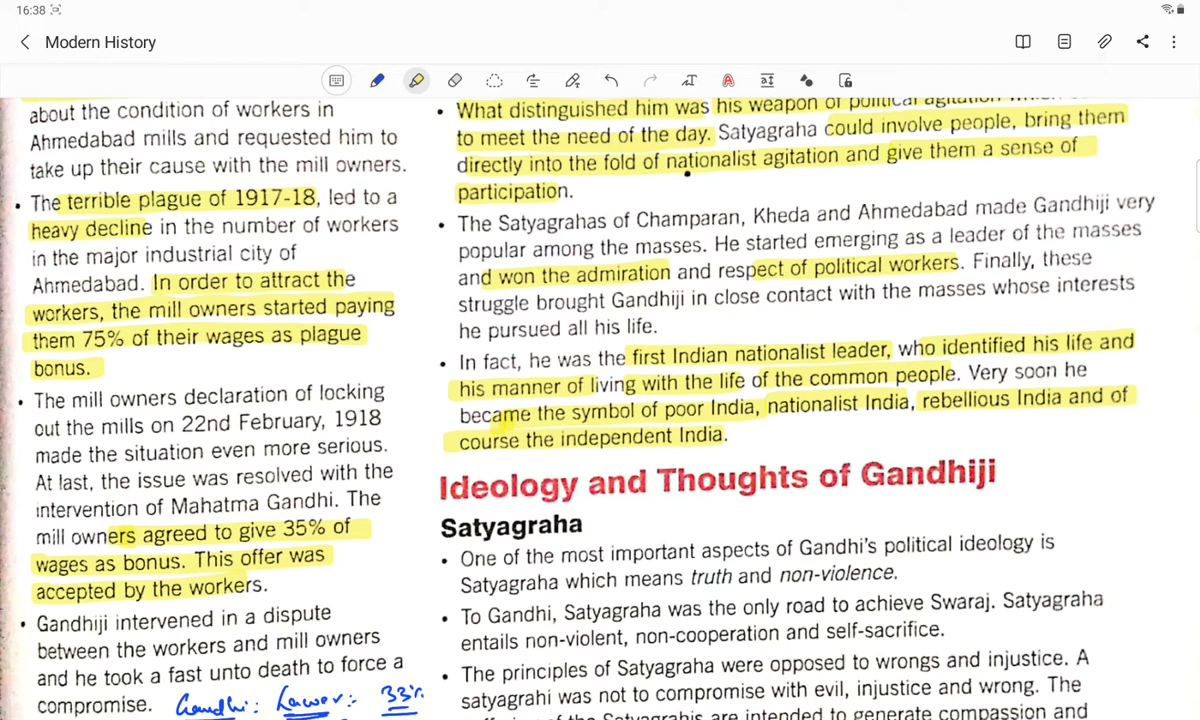 16:38
Modern History
about the condition of workers in
Ahmedabad mills and requested him to
take up their cause with the mill owners.
• The terrible plague of 1917-18, led to a
heavy decline in the number of workers
in the major industrial city of
Ahmedabad. In order to attract the
workers, the mill owners started paying
them 75% of their wages as plague
bonus.
• The mill owners declaration of locking
out the mills on 22nd February, 1918
made the situation even more serious.
At last, the issue was resolved with the
intervention of Mahatma Gandhi. The
mill owners agreed to give 35% of
wages as bonus. This offer was
accepted by the workers.
• Gandhiji intervened in a dispute
between the workers and mill owners
and he took a fast unto death to force a
compromise. Gandhi: Lawer:- 33%
• What distinguished him was his weapon of political agitation
to meet the need of the day. Satyagraha could involve people, bring them
directly into the fold of nationalist agitation and give them a sense of
participation.
• The Satyagrahas of Champaran, Kheda and Ahmedabad made Gandhiji very
popular among the masses. He started emerging as a leader of the masses
and won the admiration and respect of political workers. Finally, these
struggle brought Gandhiji in close contact with the masses whose interests
he pursued all his life.
• In fact, he was the first Indian nationalist leader, who identified his life and
his manner of living with the life of the common people. Very soon he
became the symbol of poor India, nationalist India, rebellious India and of
course the independent India.
Ideology and Thoughts of Gandhiji
Satyagraha
• One of the most important aspects of Gandhi's political ideology is
Satyagraha which means truth and non-violence.
• To Gandhi, Satyagraha was the only road to achieve Swaraj. Satyagraha
entails non-violent, non-cooperation and self-sacrifice.
• The principles of Satyagraha were opposed to wrongs and injustice. A
satyagrahi was not to compromise with evil, injustice and wrong. The
of the Satyagrahis are intended to generate compassion and